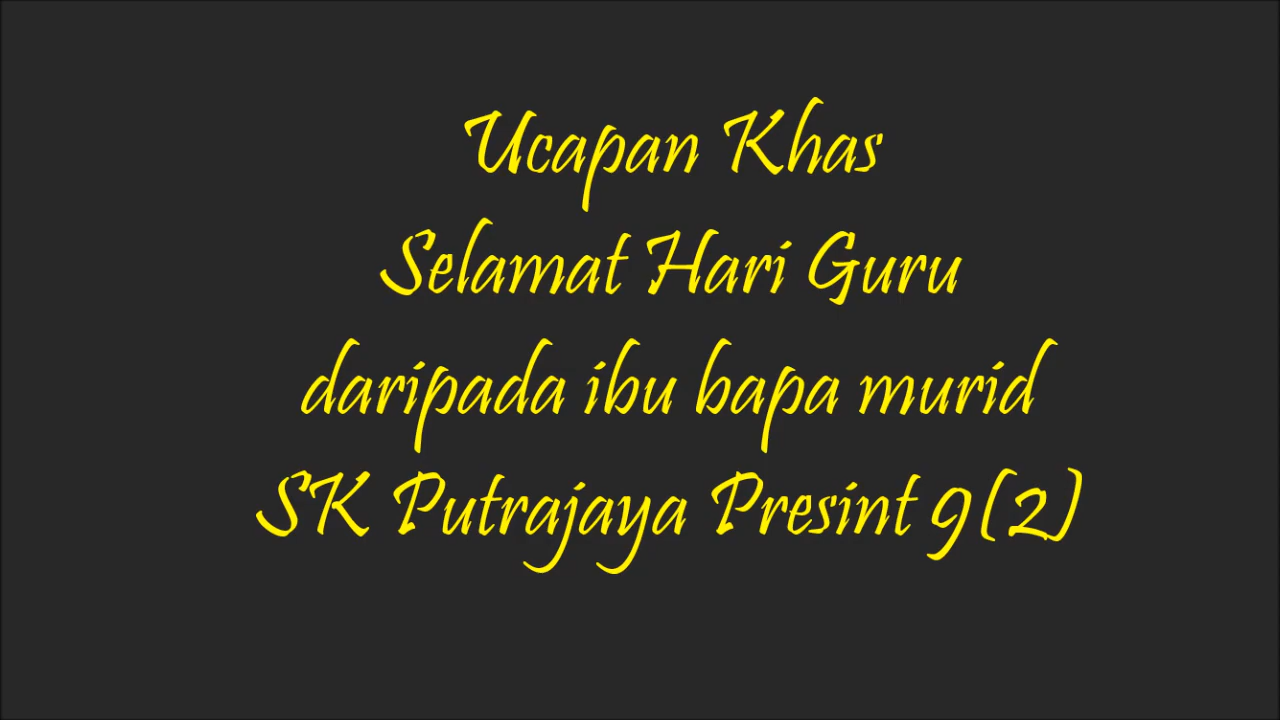 Ucapan Khas
Selamat Hari Guru
daripada ibu bapa murid
SK Putrajaya Presint 9(2)